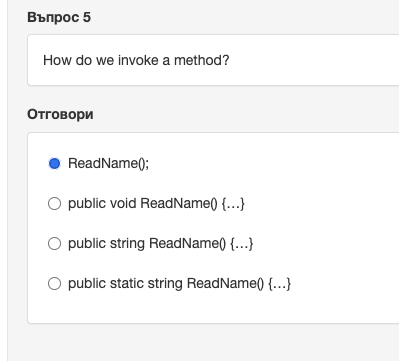 Въпрос 5
How do we invoke a method?
Отговори
ReadName();
public void ReadName() {...}
public string ReadName() {...}
public static string ReadName() {...}